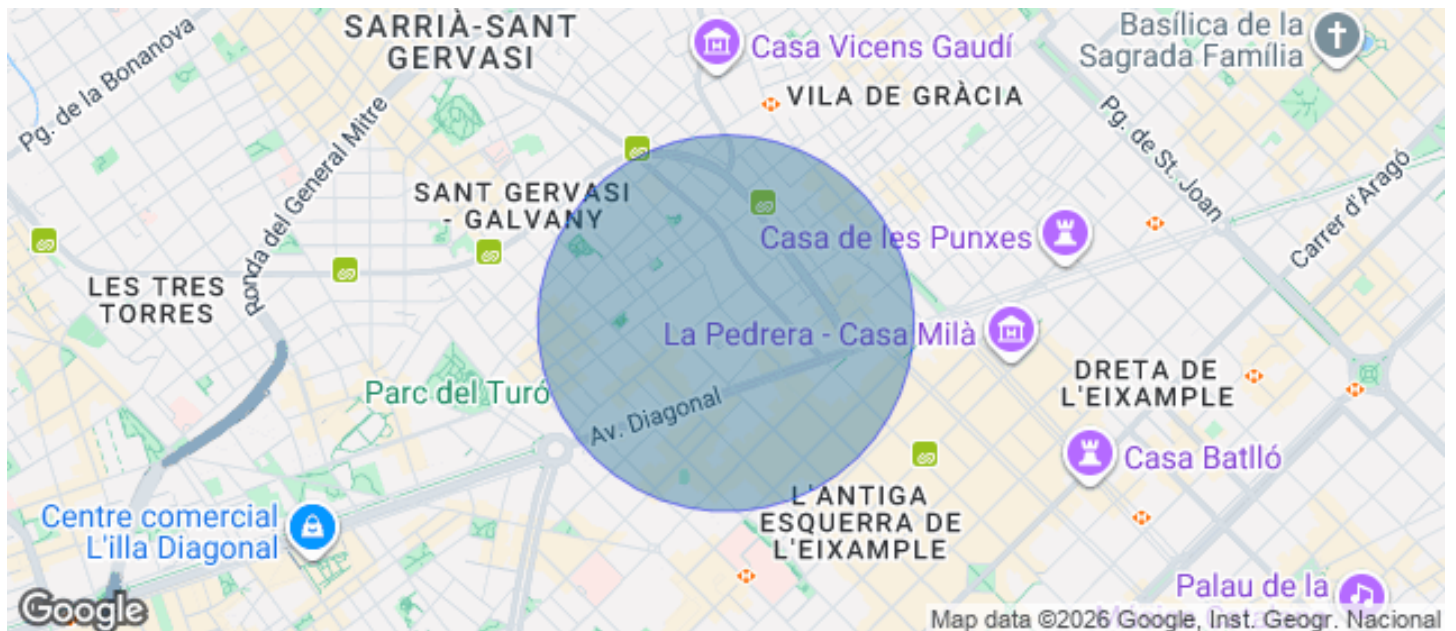 SARRIÀ-SANT
GERVASI
Casa Vicens Gaudí
Basílica de la
Sagrada Família
Pg. de la Bonanova
VILA DE GRÀCIA
Ronda del General Mitre
Pg. de St. Joan
Carrer d'Aragó
SANT GERVASI
- GALVANY
Casa de les Punxes
LES TRES
TORRES
La Pedrera - Casa Milà
Parc del Turó
DRETA DE
L'EIXAMPLE
Av. Diagonal
Casa Batlló
L'ANTIGA
ESQUERRA DE
L'EIXAMPLE
Centre comercial
L'illa Diagonal
Palau de la
Google
Map data ©2026 Google, Inst. Geogr. Nacional